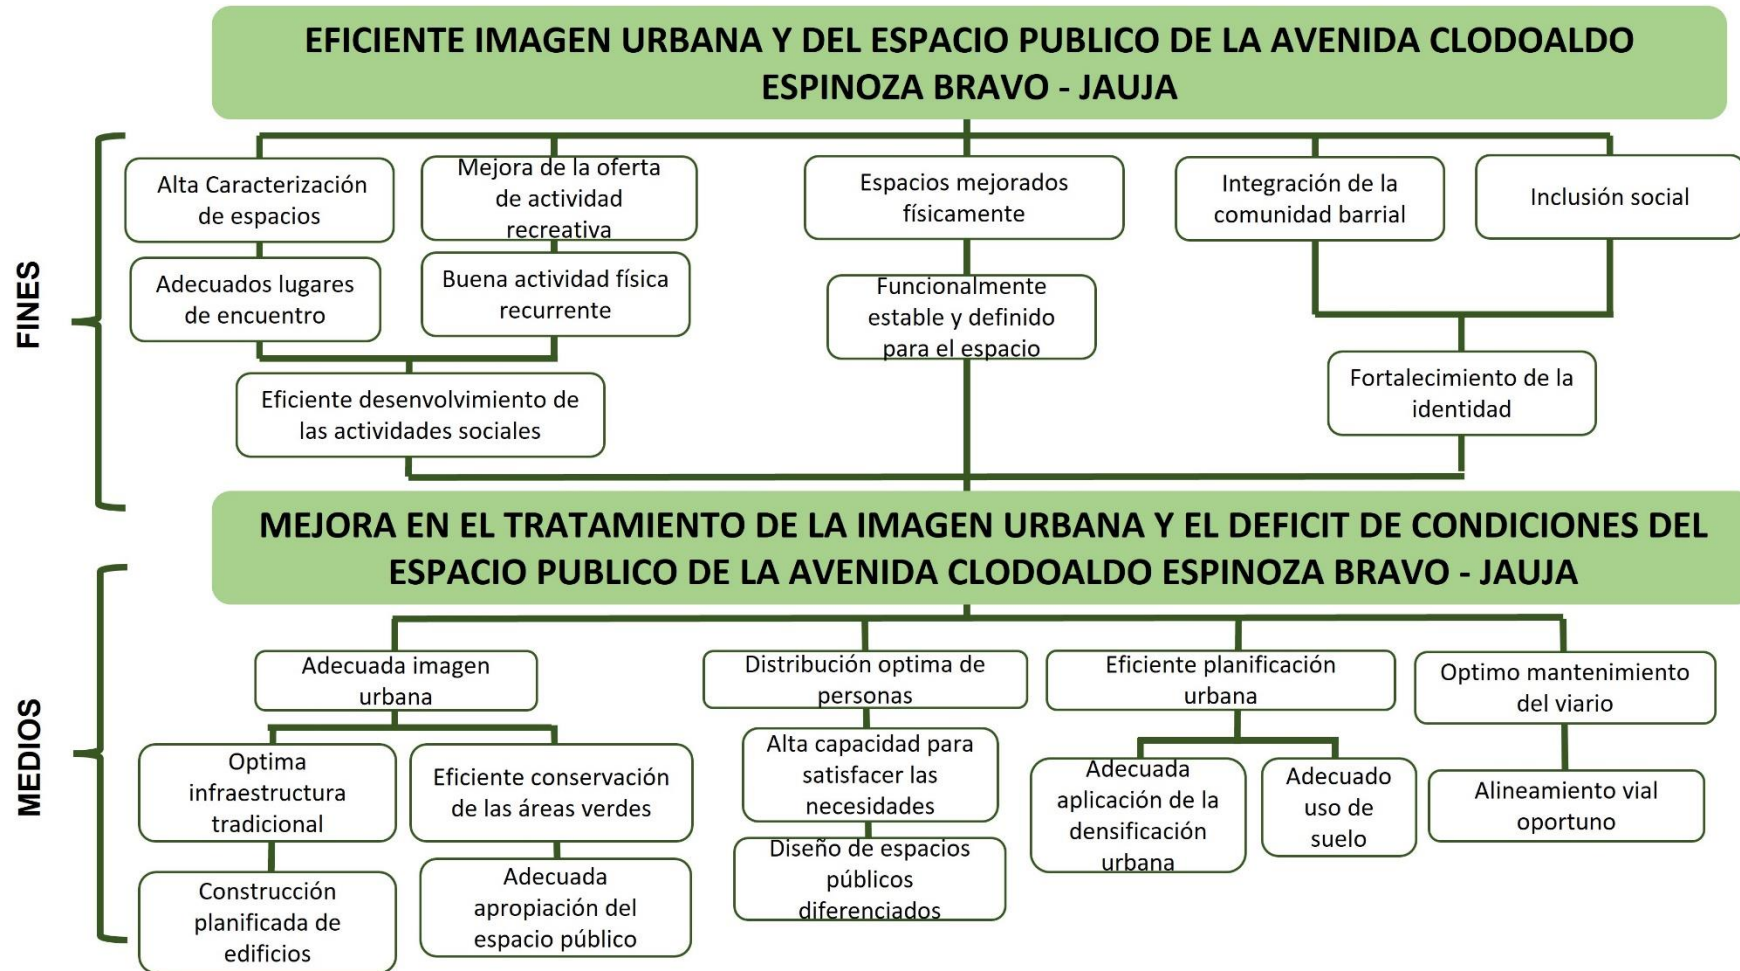 EFICIENTE IMAGEN URBANA Y DEL ESPACIO PUBLICO DE LA AVENIDA CLODOALDO
ESPINOZA BRAVO - JAUJA
FINES
Alta Caracterización
de espacios
Mejora de la oferta
de actividad
recreativa
Espacios mejorados
físicamente
Integración de la
comunidad barrial
Inclusión social
Adecuados lugares
de encuentro
Buena actividad física
recurrente
Funcionalmente
estable y definido
para el espacio
Eficiente desenvolvimiento de
las actividades sociales
Fortalecimiento de la
identidad
MEJORA EN EL TRATAMIENTO DE LA IMAGEN URBANA Y EL DEFICIT DE CONDICIONES DEL
ESPACIO PUBLICO DE LA AVENIDA CLODOALDO ESPINOZA BRAVO - JAUJA
MEDIOS
Adecuada imagen
urbana
Distribución optima de
personas
Eficiente planificación
urbana
Optimo mantenimiento
del viario
Optima
infraestructura
tradicional
Eficiente conservación
de las áreas verdes
Alta capacidad para
satisfacer las
necesidades
Adecuada
aplicación de la
densificación
urbana
Adecuado
uso de
suelo
Alineamiento vial
oportuno
Construcción
planificada de
edificios
Adecuada
apropiación del
espacio público
Diseño de espacios
públicos
diferenciados